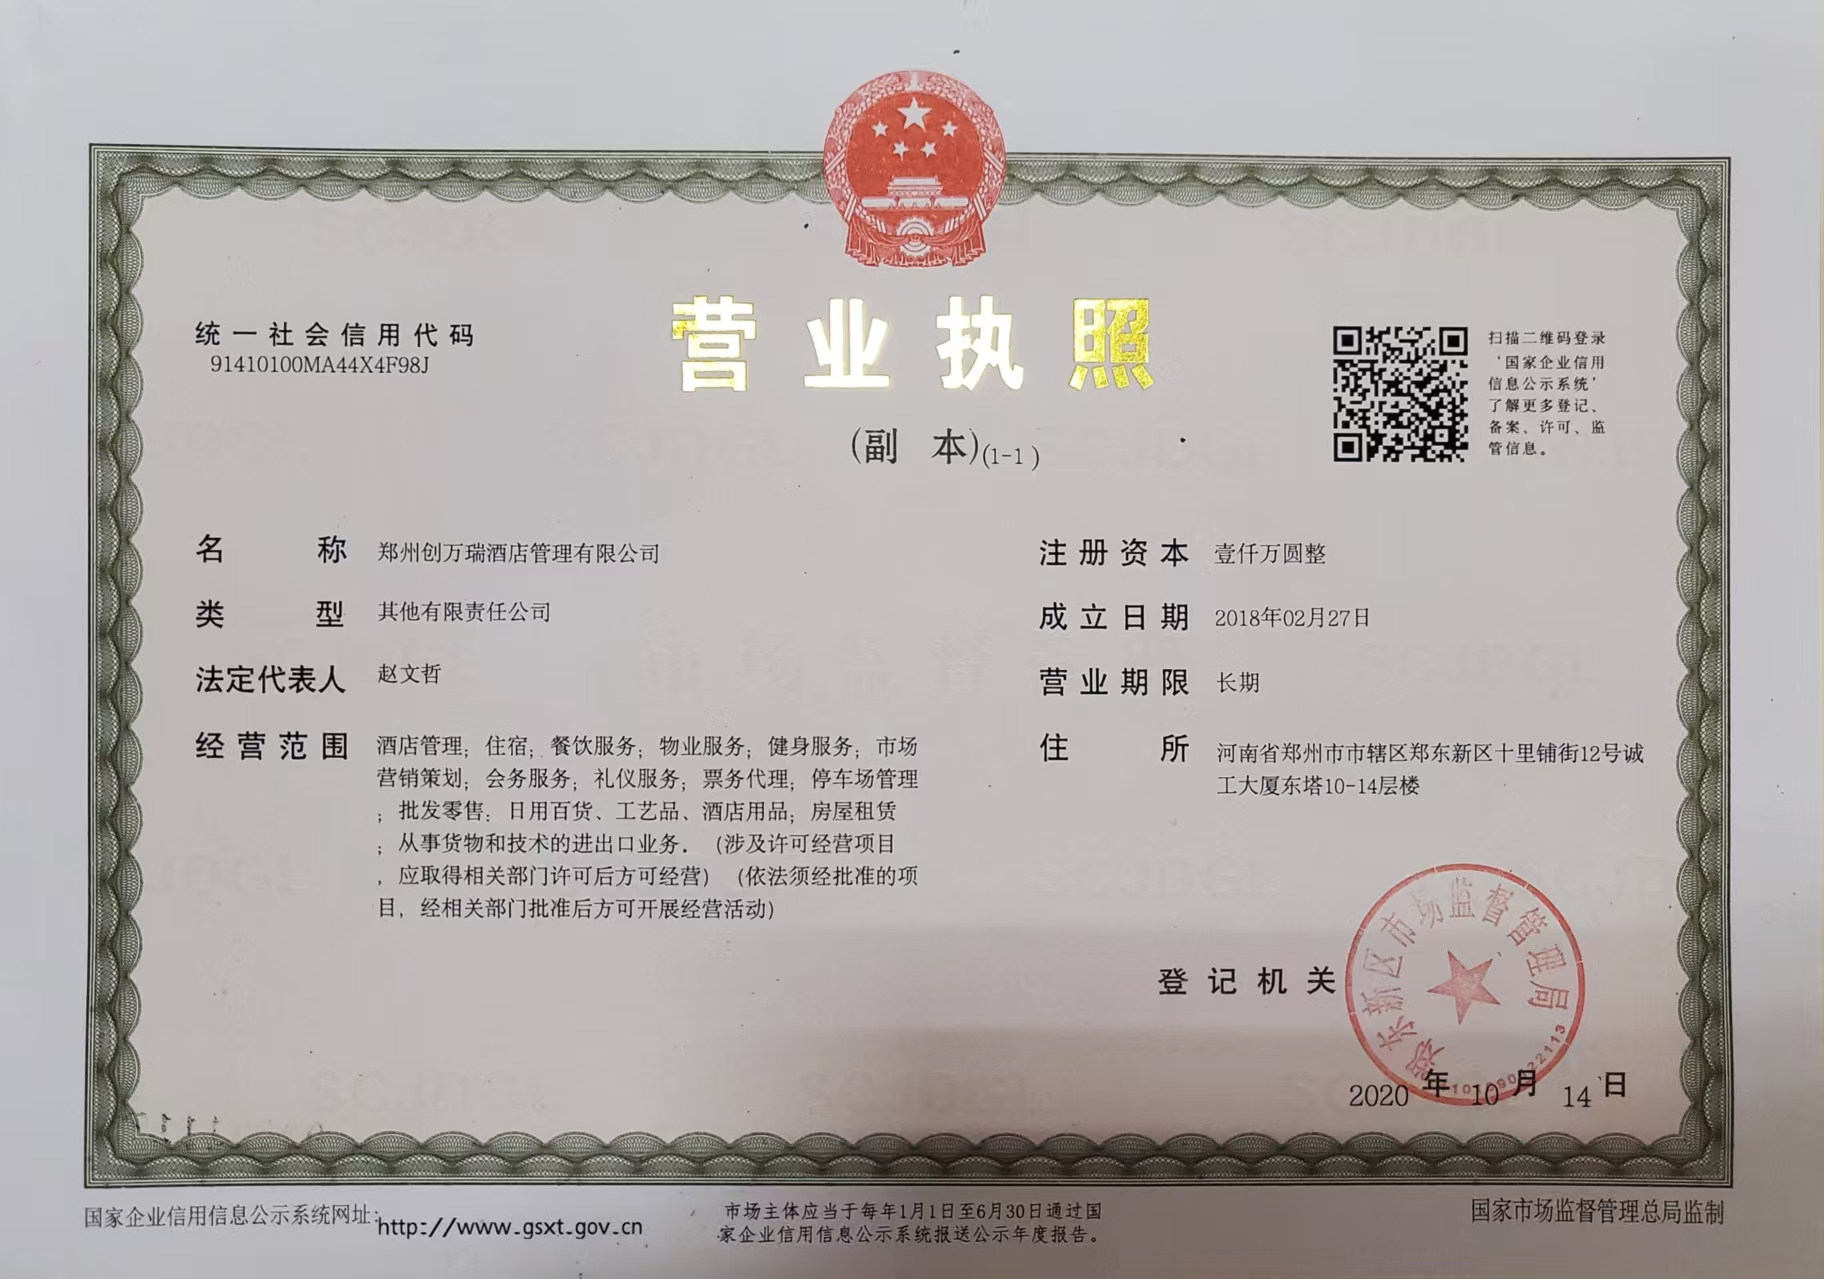 营业执照
(副 本)(1-1)
统一社会信用代码
91410100MA44X4F98J
扫描二维码登录
‘国家企业信用
信息公示系统’
了解更多登记、
备案、许可、监
管信息。
名 称 郑州创万瑞酒店管理有限公司
类 型 其他有限责任公司
法定代表人 赵文哲
经营范围 酒店管理；住宿；餐饮服务；物业服务；健身服务；市场
营销策划；会务服务；礼仪服务；票务代理；停车场管理
；批发零售：日用百货、工艺品、酒店用品；房屋租赁
；从事货物和技术的进出口业务。（涉及许可经营项目
，应取得相关部门许可后方可经营）（依法须经批准的项
目，经相关部门批准后方可开展经营活动）
注册资本 壹仟万圆整
成立日期 2018年02月27日
营业期限 长期
住 所 河南省郑州市市辖区郑东新区十里铺街12号诚
工大厦东塔10-14层楼
登记机关
郑东新区市场监督管理局
2020 年 10 月 14 日
国家企业信用信息公示系统网址：http://www.gsxt.gov.cn
市场主体应当于每年1月1日至6月30日通过国
家企业信用信息公示系统报送公示年度报告。
国家市场监督管理总局监制